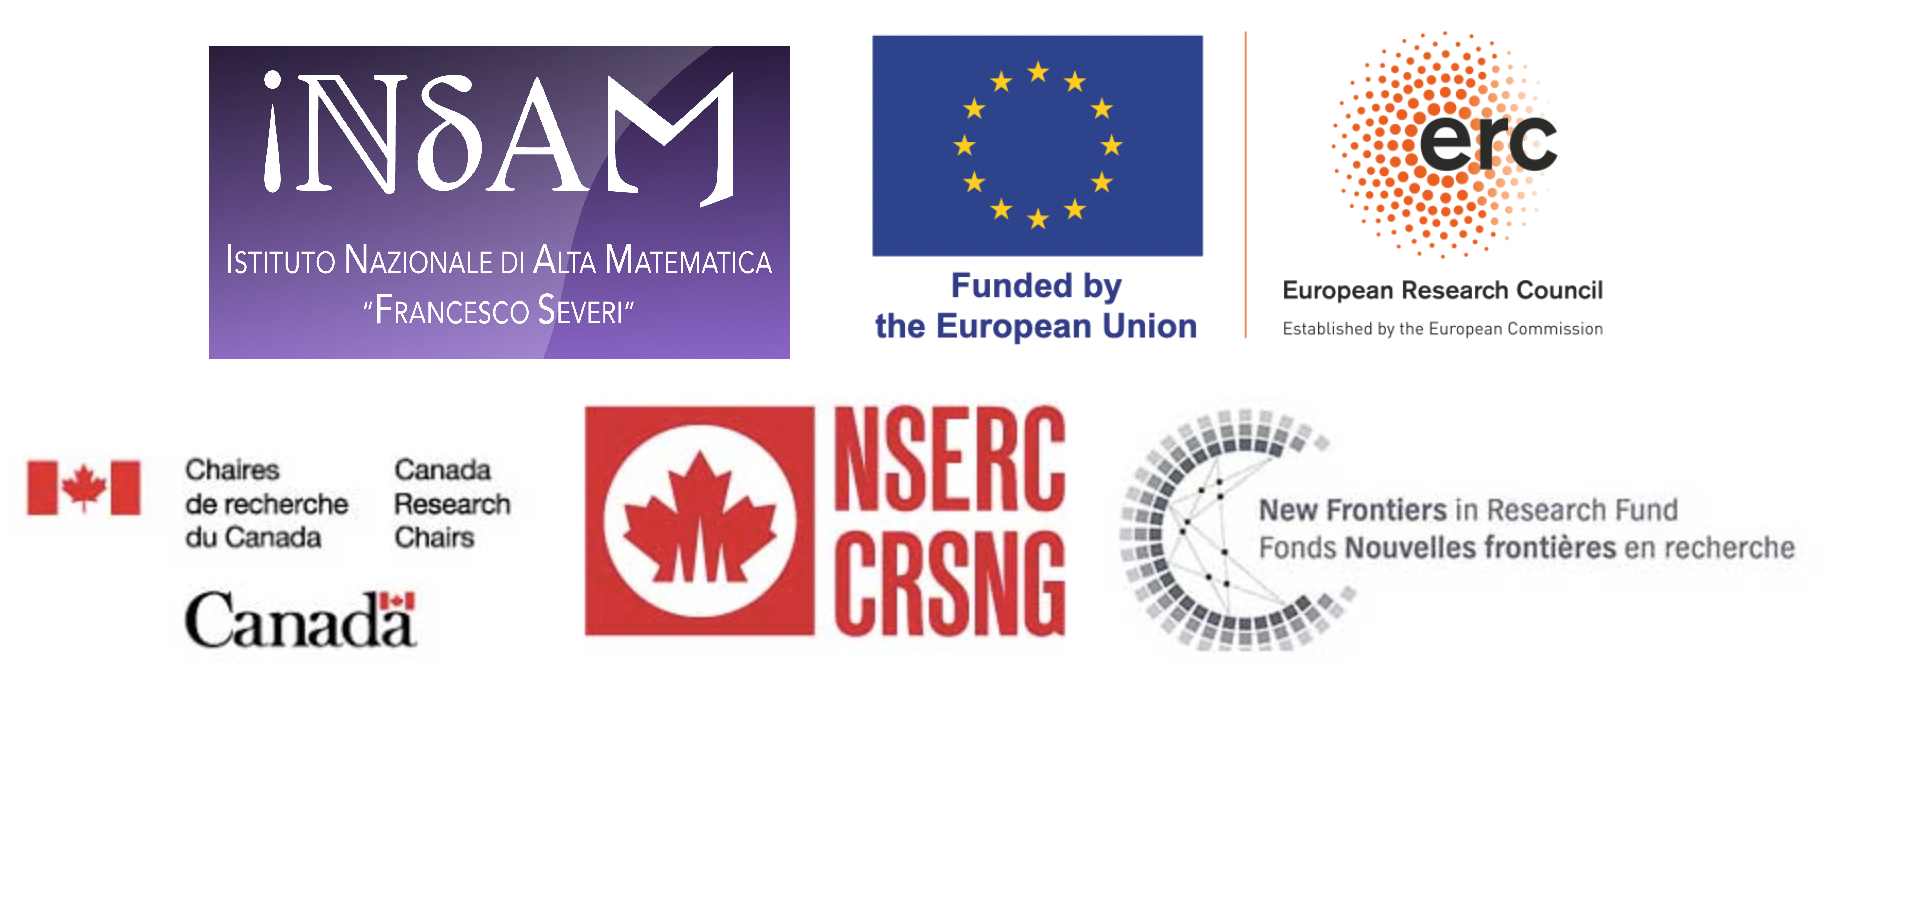 iNδAM
ISTITUTO NAZIONALE DI ALTA MATEMATICA
“FRANCESCO SEVERI”
Funded by
the European Union
erc
European Research Council
Established by the European Commission
Chaires
de recherche
du Canada
Canada
Research
Chairs
Canada
NSERC
CRSNG
New Frontiers in Research Fund
Fonds Nouvelles frontières en recherche